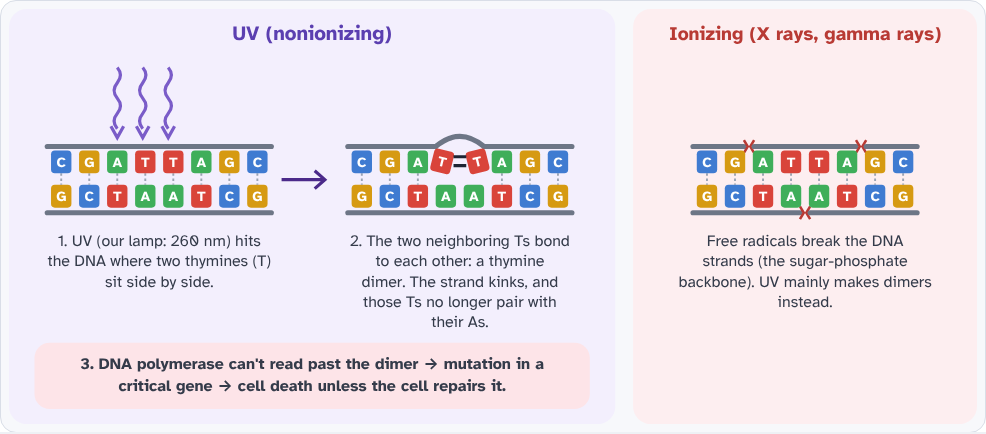 UV (nonionizing)
C G A T T A G C
G C T A A T C G
1. UV (our lamp: 260 nm) hits
the DNA where two thymines (T)
sit side by side.
C G A T T A G C
G C T A A T C G
2. The two neighboring Ts bond
to each other: a thymine
dimer. The strand kinks, and
those Ts no longer pair with
their As.
3. DNA polymerase can't read past the dimer → mutation in a
critical gene → cell death unless the cell repairs it.
Ionizing (X rays, gamma rays)
C G A T T A G C
G C T A A T C G
Free radicals break the DNA
strands (the sugar-phosphate
backbone). UV mainly makes dimers
instead.